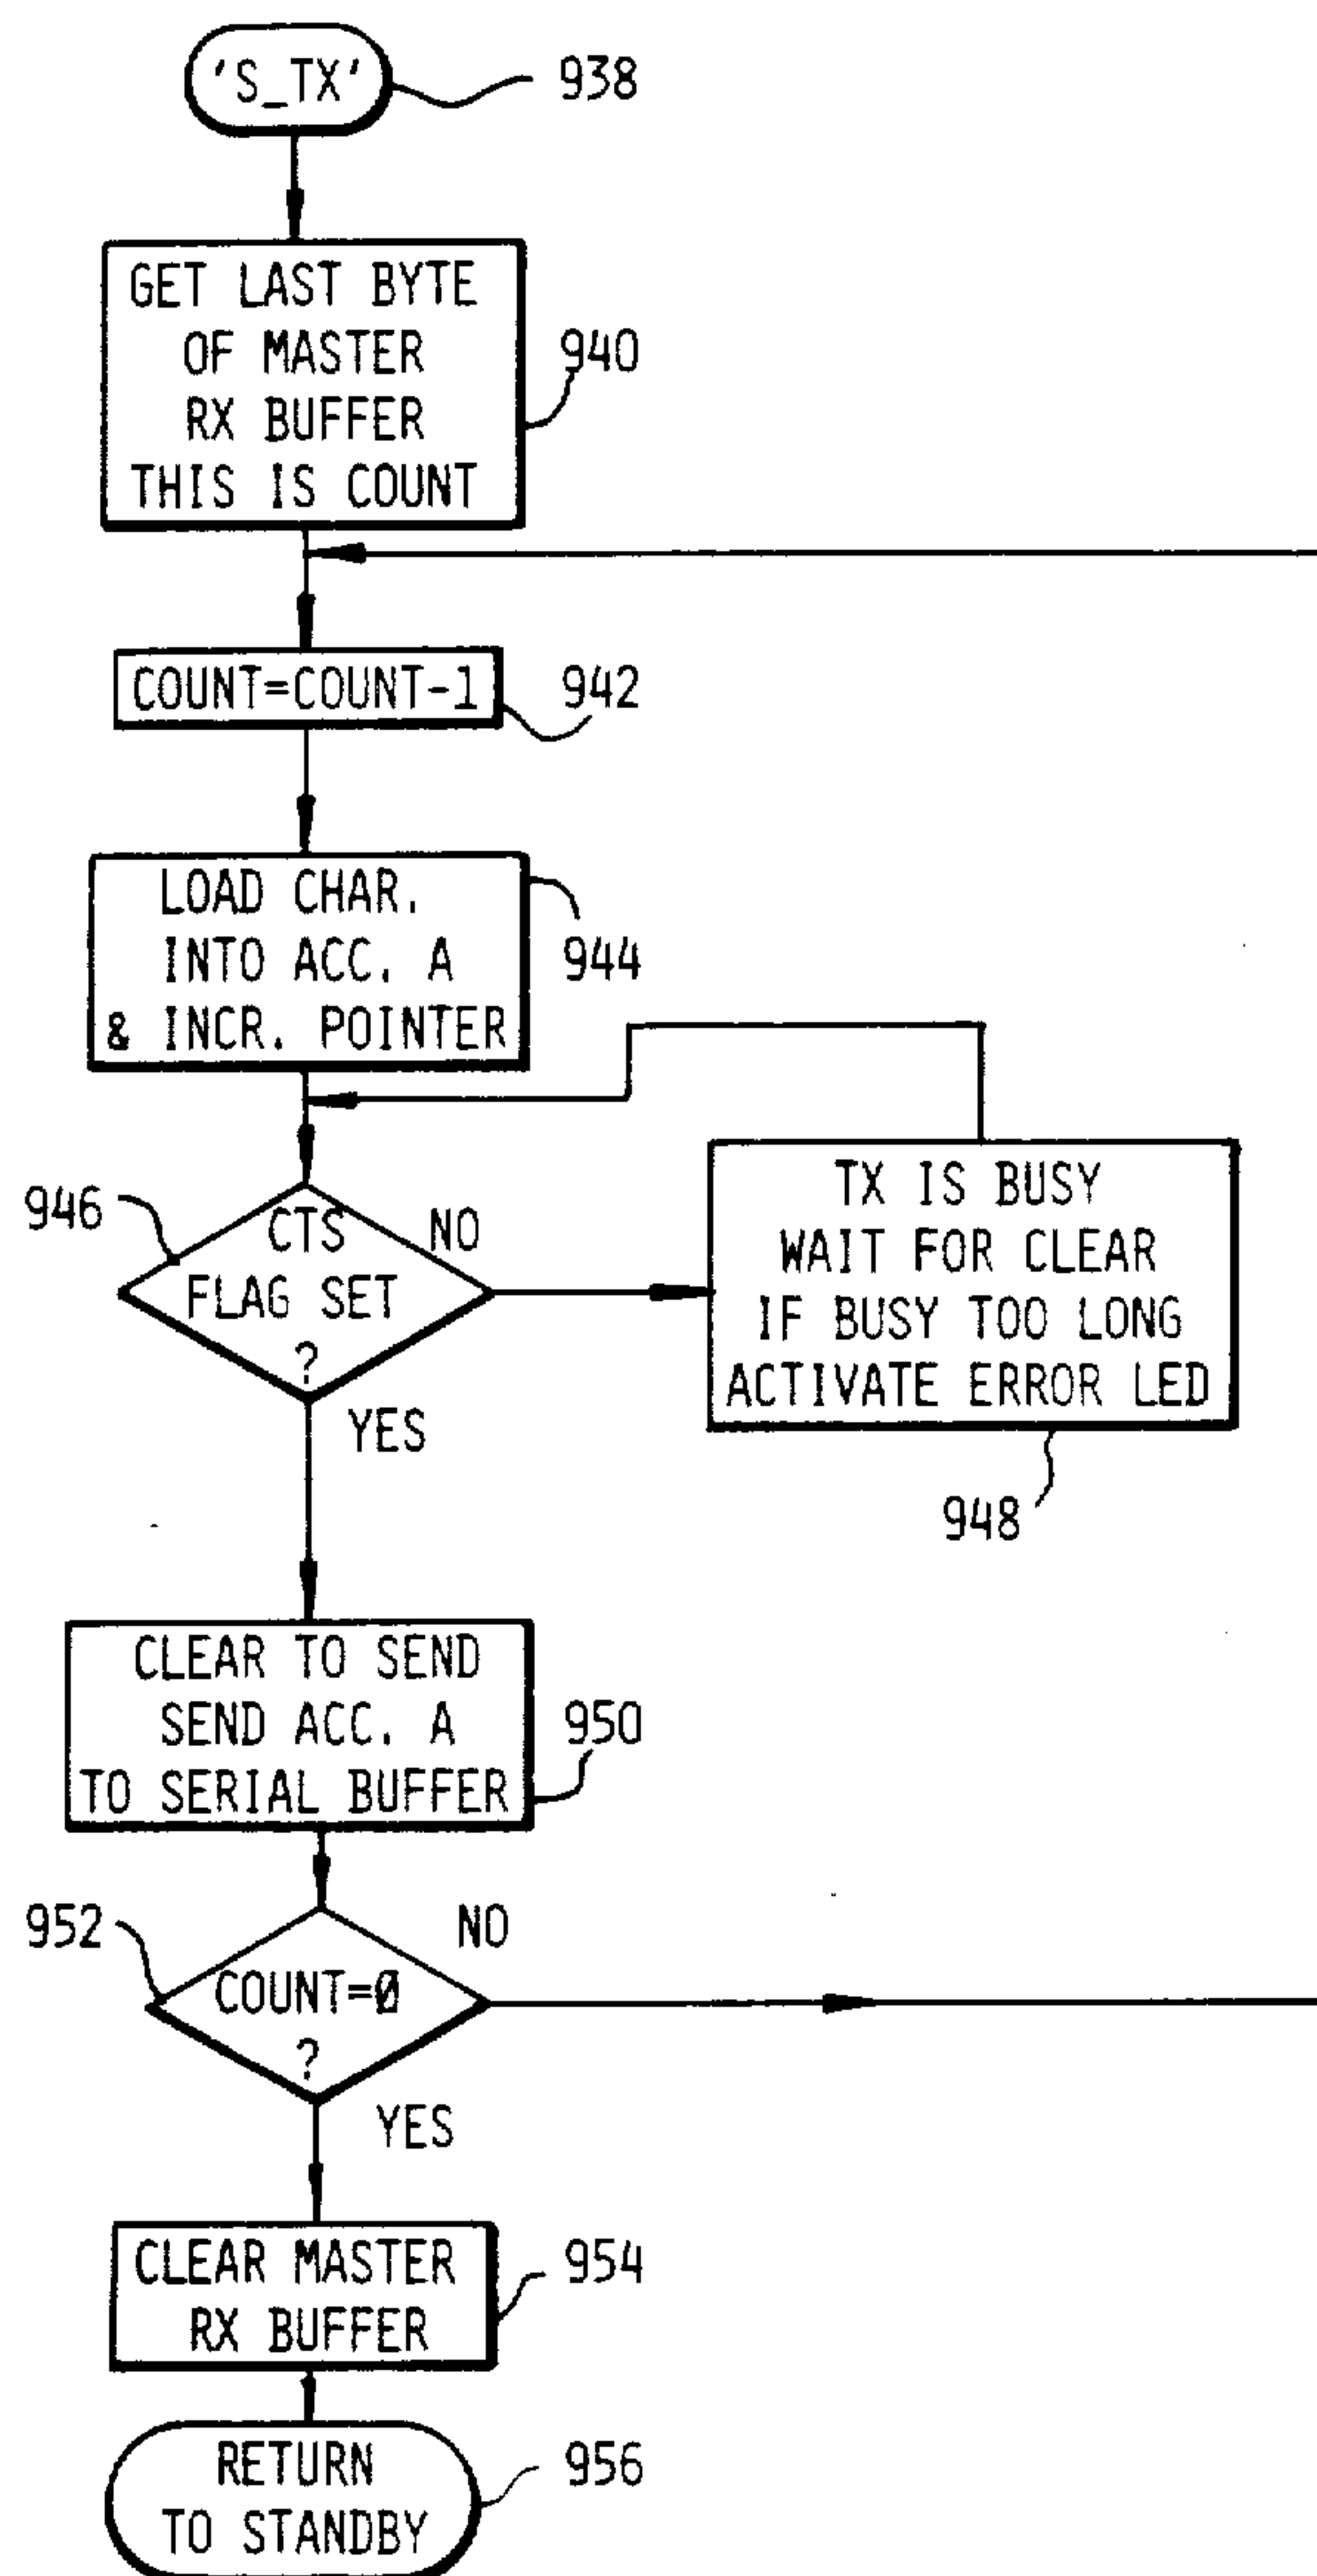 'S_TX'
938
GET LAST BYTE
OF MASTER
RX BUFFER
THIS IS COUNT
940
COUNT=COUNT-1
942
LOAD CHAR.
INTO ACC. A
& INCR. POINTER
944
946
CTS
FLAG SET
?
NO
YES
TX IS BUSY
WAIT FOR CLEAR
IF BUSY TOO LONG
ACTIVATE ERROR LED
948
CLEAR TO SEND
SEND ACC. A
TO SERIAL BUFFER
950
952
COUNT=Ø
?
NO
YES
CLEAR MASTER
RX BUFFER
954
RETURN
TO STANDBY
956